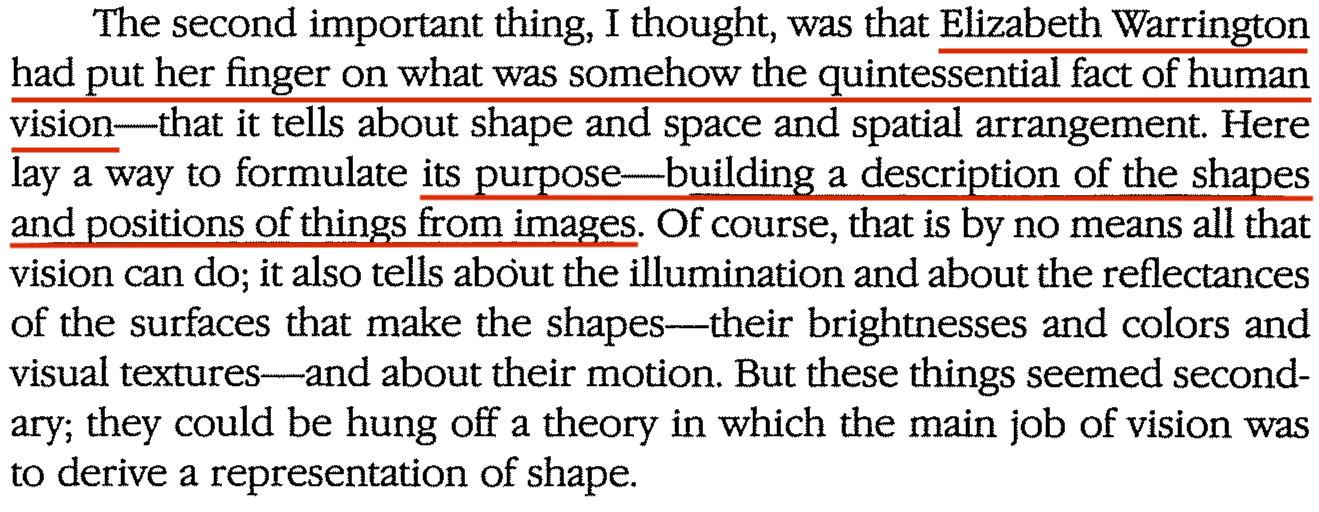 The second important thing, I thought, was that Elizabeth Warrington
had put her finger on what was somehow the quintessential fact of human
vision—that it tells about shape and space and spatial arrangement. Here
lay a way to formulate its purpose—building a description of the shapes
and positions of things from images. Of course, that is by no means all that
vision can do; it also tells about the illumination and about the reflectances
of the surfaces that make the shapes—their brightnesses and colors and
visual textures—and about their motion. But these things seemed second-
ary; they could be hung off a theory in which the main job of vision was
to derive a representation of shape.